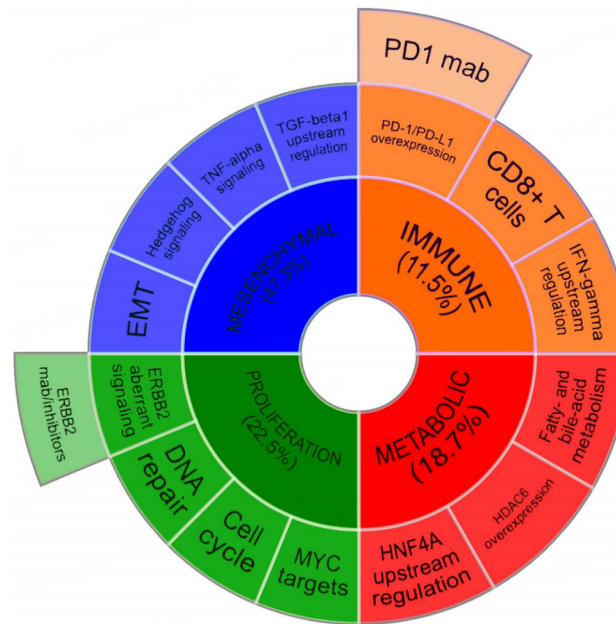 PD1 mab
TGF-beta1
upstream
regulation
PD-1/PD-L1
overexpression
TNF-alpha
signaling
CD8+ T
cells
Hedgehog
signaling
IFN-gamma
upstream
regulation
EMT
MESENCHYMAL
(47.3%)
IMMUNE
(11.5%)
ERBB2
mab/inhibitors
ERBB2
aberrant
signaling
PROLIFERATION
(22.5%)
METABOLIC
(18.7%)
Fatty- and
bile-acid
metabolism
DNA
repair
HDAC6
overexpression
Cell
cycle
MYC
targets
HNF4A
upstream
regulation